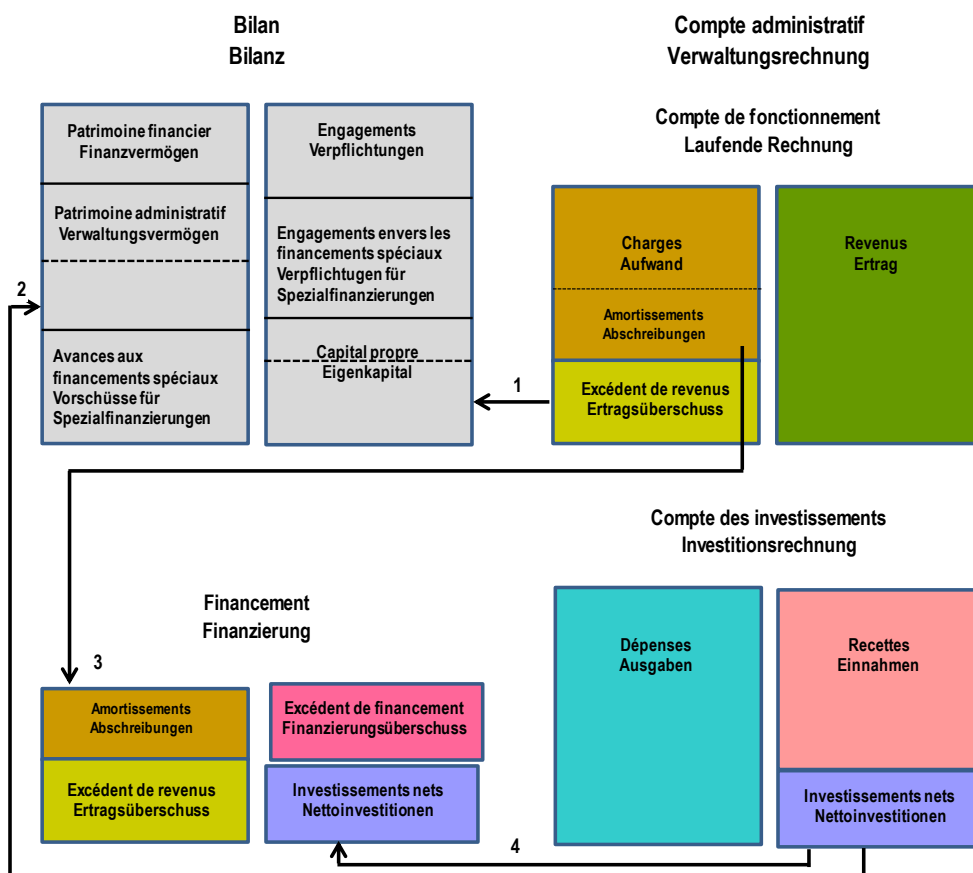 Bilan
Bilanz
Compte administratif
Verwaltungsrechnung
Compte de fonctionnement
Laufende Rechnung
Patrimoine financier
Finanzvermögen
Patrimoine administratif
Verwaltungsvermögen
Avances aux
financements spéciaux
Vorschüsse für
Spezialfinanzierungen
Engagements
Verpflichtungen
Engagements envers les
financements spéciaux
Verpflichtugen für
Spezialfinanzierungen
Capital propre
Eigenkapital
Charges
Aufwand
Amortissements
Abschreibungen
Excédent de revenus
Ertragsüberschuss
Revenus
Ertrag
2
1
Compte des investissements
Investitionsrechnung
Financement
Finanzierung
3
Amortissements
Abschreibungen
Excédent de revenus
Ertragsüberschuss
Excédent de financement
Finanzierungsüberschuss
Investissements nets
Nettoinvestitionen
Dépenses
Ausgaben
Recettes
Einnahmen
Investissements nets
Nettoinvestitionen
4